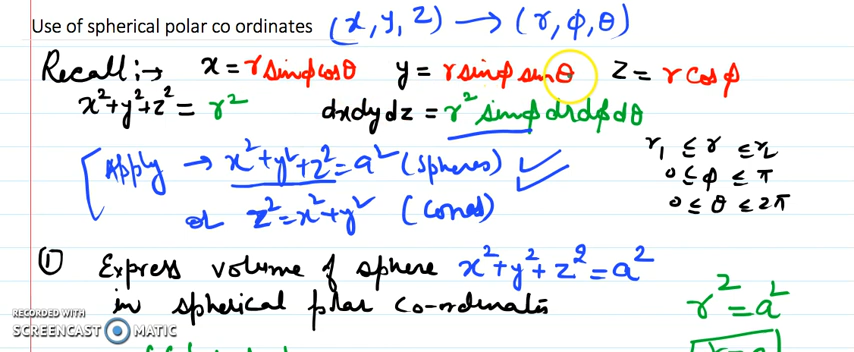 Use of spherical polar co ordinates (x, y, z) → (r, φ, θ)
Recall :→ x = r sinφ cosθ y = r sinφ sinθ z = r cosφ
x²+y²+z² = r² dxdydz = r² sinφ dr dφ dθ
Apply → x²+y²+z² = a² (spheres)
or z² = x²+y² (cones)
r₁ ≤ r ≤ r₂
0 ≤ φ ≤ π
0 ≤ θ ≤ 2π
① Express volume of sphere x²+y²+z² = a²
in spherical polar co-ordinates
r² = a²
RECORDED WITH
SCREENCAST MATIC